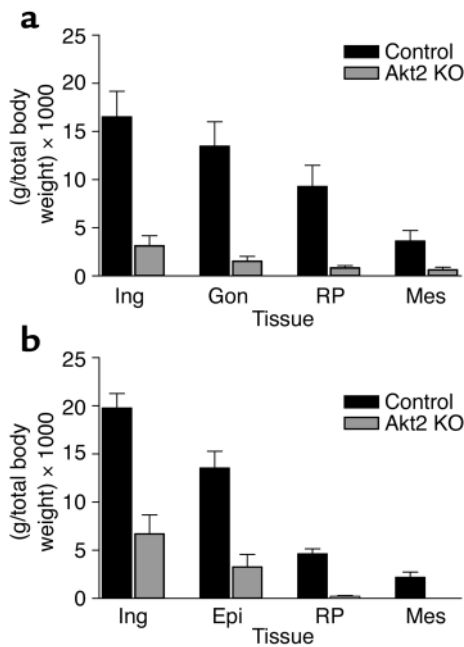 a
25
20
15
10
5
0
(g/total body
weight) × 1000
Control
Akt2 KO
Ing Gon RP Mes
Tissue
b
25
20
15
10
5
0
(g/total body
weight) × 1000
Control
Akt2 KO
Ing Epi RP Mes
Tissue